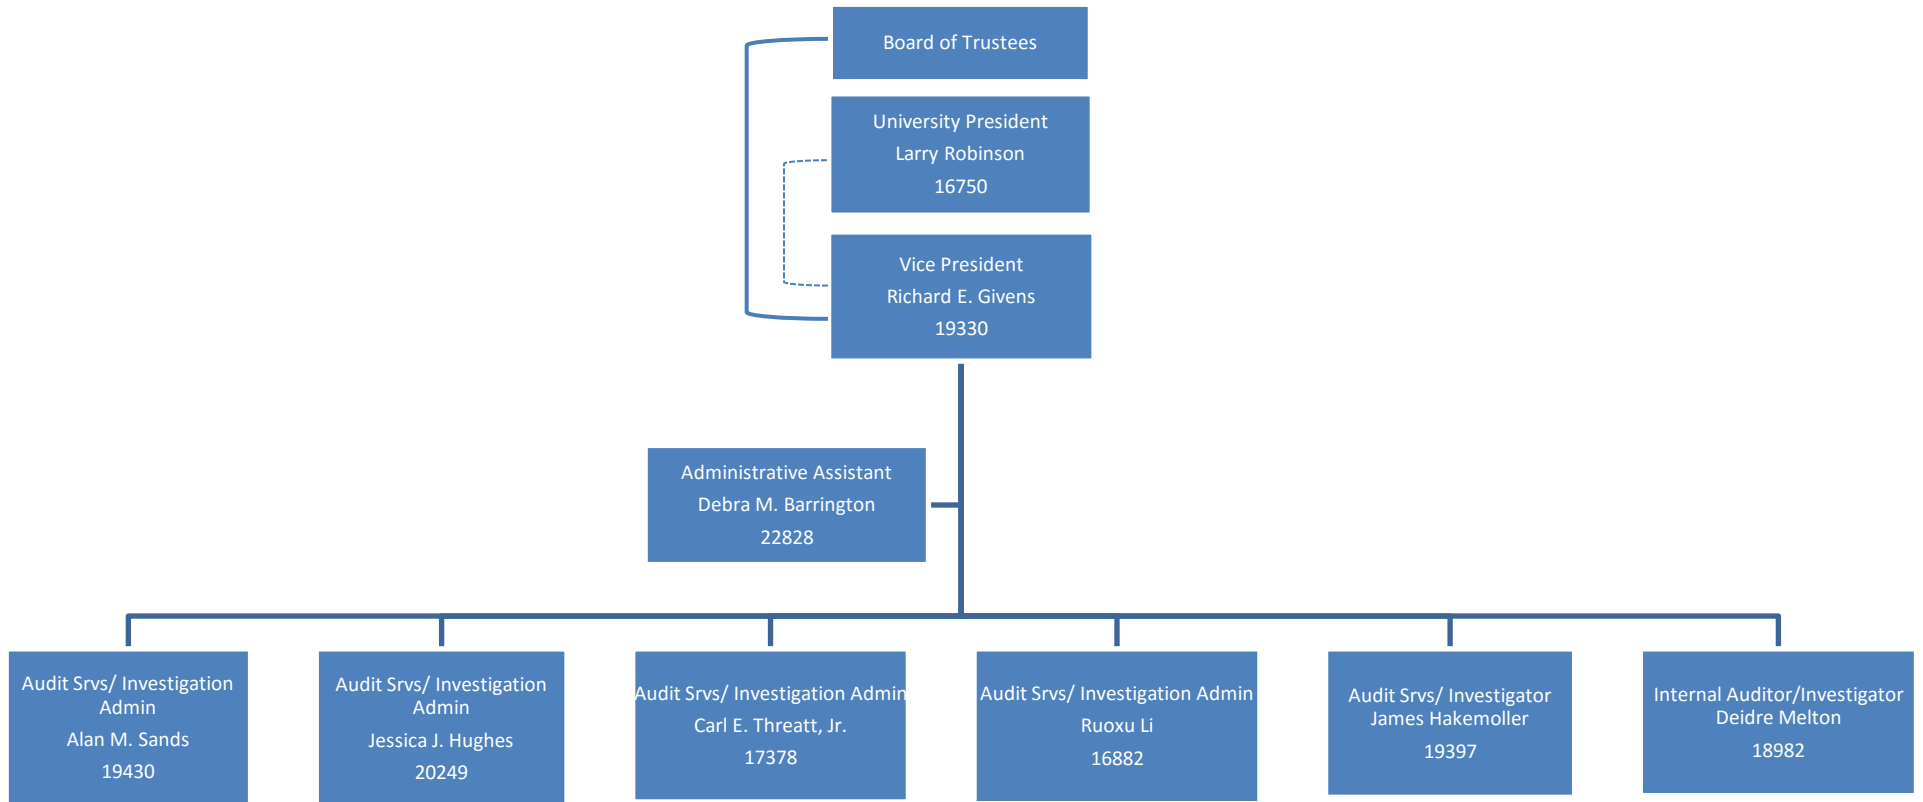 Board of Trustees
University President
Larry Robinson
16750
Vice President
Richard E. Givens
19330
Administrative Assistant
Debra M. Barrington
22828
Audit Srvs/ Investigation
Admin
Alan M. Sands
19430
Audit Srvs/ Investigation
Admin
Jessica J. Hughes
20249
Audit Srvs/ Investigation Admin
Carl E. Threatt, Jr.
17378
Audit Srvs/ Investigation Admin
Ruoxu Li
16882
Audit Srvs/ Investigator
James Hakemoller
19397
Internal Auditor/Investigator
Deidre Melton
18982